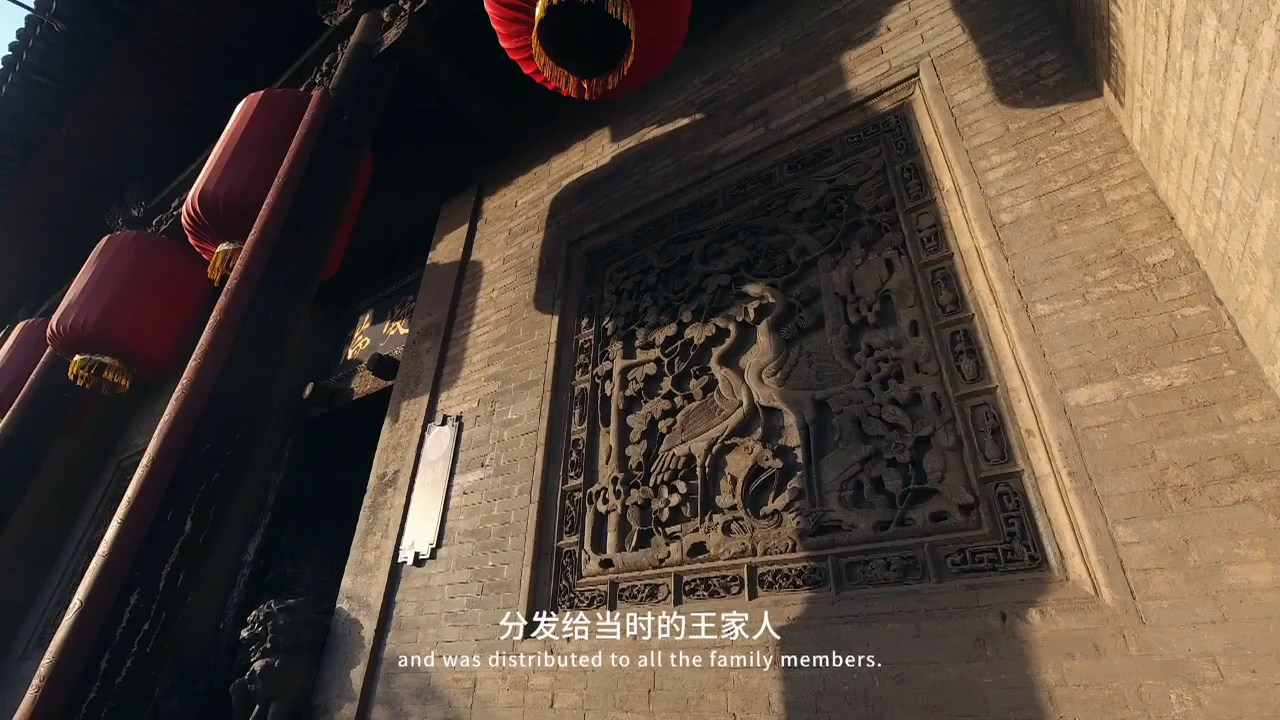 分发给当时的王家人
and was distributed to all the family members.